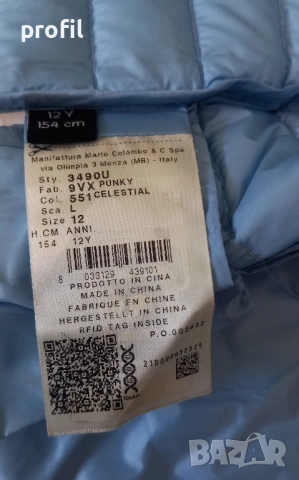 profil
12 Y
154 cm
Manifattura Mario Colombo & C Spa
via Olimpia 3 Monza (MB) - Italy
Sty. 3490U
Fab. 9VX PUNKY
Col. 551 CELESTIAL
Sca. L
Size 12
H.CM. ANNI.
154 12Y
8 033129 439101
PRODOTTO IN CINA
MADE IN CHINA
FABRIQUE EN CHINE
HERGESTELLT IN CHINA
RFID TAG INSIDE
BAZAR.BG